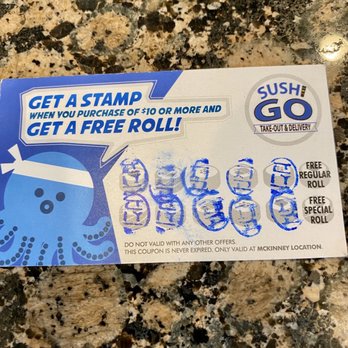 GET A STAMP
WHEN YOU PURCHASE OF $10 OR MORE AND
GET A FREE ROLL!
SUSHI
GO
TAKE-OUT & DELIVERY
FREE
REGULAR
ROLL
FREE
SPECIAL
ROLL
DO NOT VALID WITH ANY OTHER OFFERS.
THIS COUPON IS NEVER EXPIRED. ONLY VALID AT MCKINNEY LOCATION.